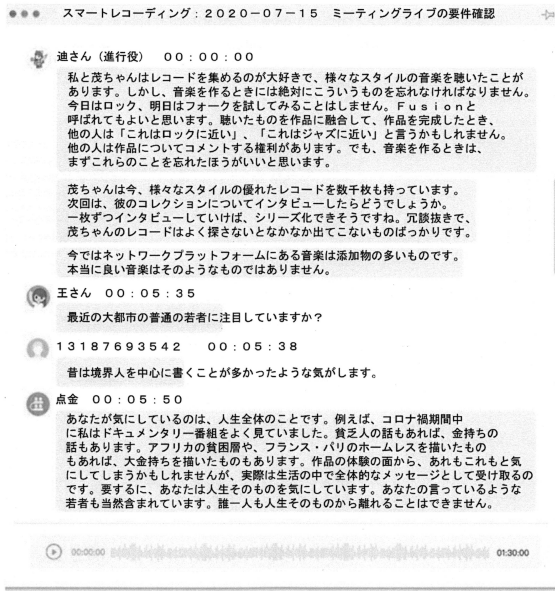 スマートレコーディング：２０２０－０７－１５　ミーティングライブの要件確認
迪さん（進行役）　００：００：００
私と茂ちゃんはレコードを集めるのが大好きで、様々なスタイルの音楽を聴いたことが
あります。しかし、音楽を作るときには絶対にこういうものを忘れなければなりません。
今日はロック、明日はフォークを試してみることはしません。Ｆｕｓｉｏｎと
呼ばれてもよいと思います。聴いたものを作品に融合して、作品を完成したとき、
他の人は「これはロックに近い」、「これはジャズに近い」と言うかもしれません。
他の人は作品についてコメントする権利があります。でも、音楽を作るときは、
まずこれらのことを忘れたほうがいいと思います。
茂ちゃんは今、様々なスタイルの優れたレコードを数千枚も持っています。
次回は、彼のコレクションについてインタビューしたらどうでしょうか。
一枚ずつインタビューしていけば、シリーズ化できそうですね。冗談抜きで、
茂ちゃんのレコードはよく探さないとなかなか出てこないものばっかりです。
今ではネットワークプラットフォームにある音楽は添加物の多いものです。
本当に良い音楽はそのようなものではありません。
王さん　００：０５：３５
最近の大都市の普通の若者に注目していますか？
１３１８７６９３５４２　００：０５：３８
昔は境界人を中心に書くことが多かったような気がします。
点金　００：０５：５０
あなたが気にしているのは、人生全体のことです。例えば、コロナ禍期間中
に私はドキュメンタリー番組をよく見ていました。貧乏人の話もあれば、金持ちの
話もあります。アフリカの貧困層や、フランス・パリのホームレスを描いたもの
もあれば、大金持ちを描いたものもあります。作品の体験の面から、あれもこれもと気
にしてしまうかもしれませんが、実際は生活の中で全体的なメッセージとして受け取るの
です。要するに、あなたは人生そのものを気にしています。あなたの言っているような
若者も当然含まれています。誰一人も人生そのものから離れることはできません。
00:00:00
01:30:00